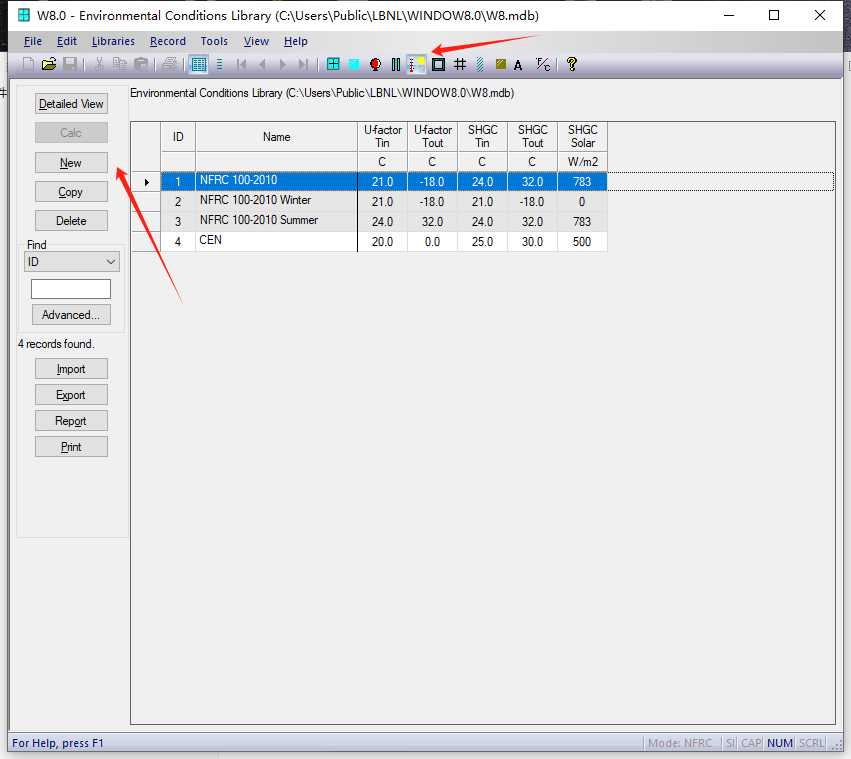 W8.0 - Environmental Conditions Library (C:\Users\Public\LBNL\WINDOW8.0\W8.mdb)
File Edit Libraries Record Tools View Help
A °F/°C ?
件
Environmental Conditions Library (C:\Users\Public\LBNL\WINDOW8.0\W8.mdb)
Detailed View
Calc
New
Copy
Delete
Find
ID
Advanced...
4 records found.
Import
Export
Report
Print
ID Name U-factor Tin U-factor Tout SHGC Tin SHGC Tout SHGC Solar
C C C C W/m2
1 NFRC 100-2010 21.0 -18.0 24.0 32.0 783
2 NFRC 100-2010 Winter 21.0 -18.0 21.0 -18.0 0
3 NFRC 100-2010 Summer 24.0 32.0 24.0 32.0 783
4 CEN 20.0 0.0 25.0 30.0 500
For Help, press F1 Mode: NFRC SI CAP NUM SCRL